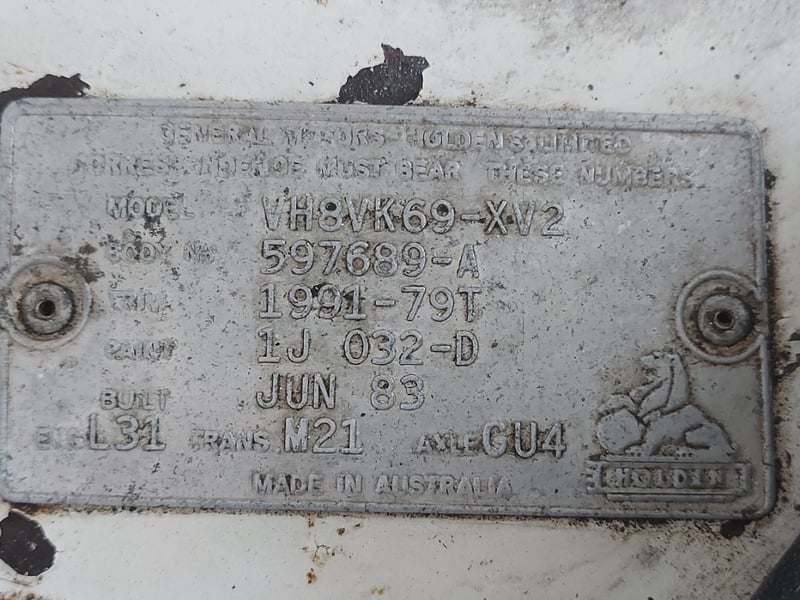 GENERAL MOTORS-HOLDEN'S LIMITED
CORRESPONDENCE MUST BEAR THESE NUMBERS
MODEL VH8VK69-XV2
BODY No 597689-A
TRIM 1991-79T
PAINT 1J 032-D
BUILT JUN 83
ENG L31 TRANS M21 AXLE GU4
HOLDEN
MADE IN AUSTRALIA